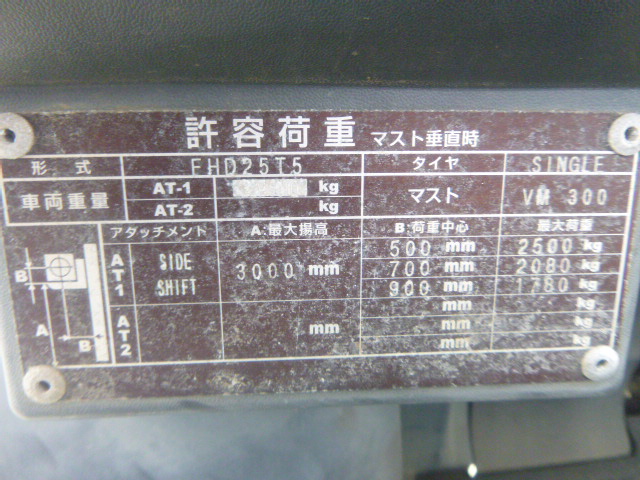 許容荷重 マスト垂直時
形 式 FHD25T5 タイヤ SINGLE
車両重量 AT-1 kg マスト VM 300
AT-2 kg
アタッチメント A:最大揚高 B:荷重中心 最大荷重
AT1 SIDE SHIFT 3000 mm 500 mm 2500 kg
700 mm 2080 kg
900 mm 1780 kg
AT2 mm mm kg
mm kg
mm kg
B
A
B